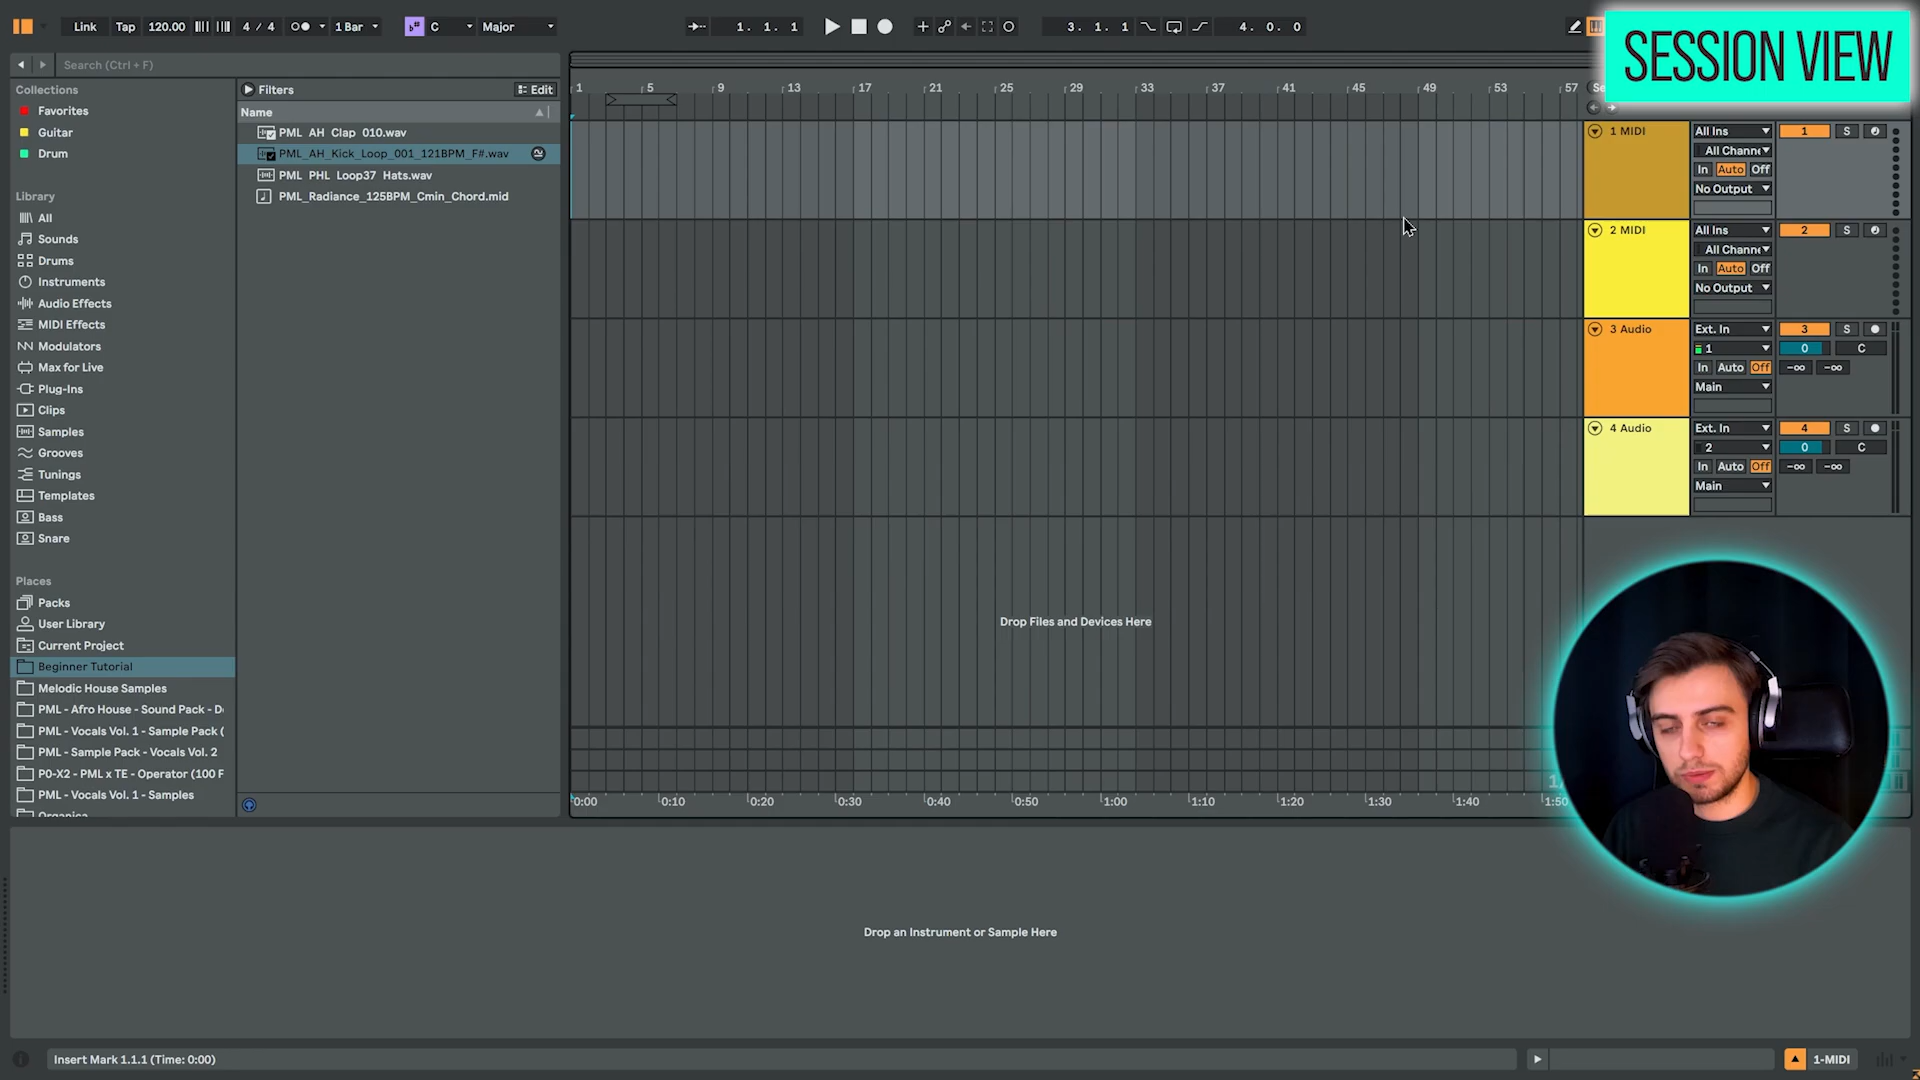 Link Tap 120.00 4 / 4 1 Bar C Major 1. 1. 1 3. 1. 1 4. 0. 0
SESSION VIEW
Search (Ctrl + F)
Collections
Favorites
Guitar
Drum
Library
All
Sounds
Drums
Instruments
Audio Effects
MIDI Effects
Modulators
Max for Live
Plug-Ins
Clips
Samples
Grooves
Tunings
Templates
Bass
Snare
Places
Packs
User Library
Current Project
Beginner Tutorial
Melodic House Samples
PML - Afro House - Sound Pack - D
PML - Vocals Vol. 1 - Sample Pack (
PML - Sample Pack - Vocals Vol. 2
P0-X2 - PML x TE - Operator (100 F
PML - Vocals Vol. 1 - Samples
Organica
Filters Edit
Name
PML_AH_Clap_010.wav
PML_AH_Kick_Loop_001_121BPM_F#.wav
PML_PHL_Loop37_Hats.wav
PML_Radiance_125BPM_Cmin_Chord.mid
1 5 9 13 17 21 25 29 33 37 41 45 49 53 57 Se
1 MIDI All Ins 1 S
All Channe
In Auto Off
No Output
2 MIDI All Ins 2 S
All Channe
In Auto Off
No Output
3 Audio Ext. In 3 S
1 0 C
In Auto Off -∞ -∞
Main
4 Audio Ext. In 4 S
2 0 C
In Auto Off -∞ -∞
Main
Drop Files and Devices Here
0:00 0:10 0:20 0:30 0:40 0:50 1:00 1:10 1:20 1:30 1:40 1:50
Drop an Instrument or Sample Here
Insert Mark 1.1.1 (Time: 0:00)
1-MIDI